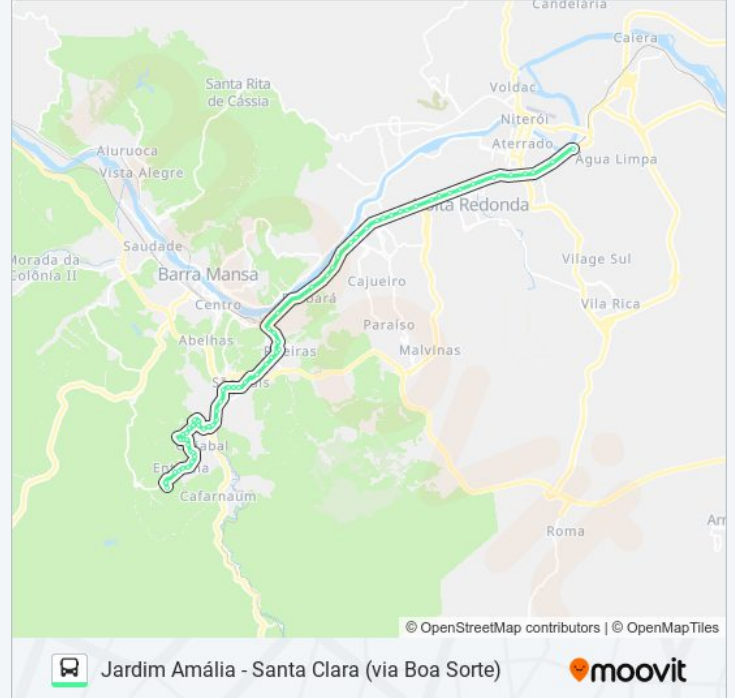 Candelária
Caiera
Santa Rita
de Cássia
Voldac
Niterói
Aterrado
Aiuruoca
Vista Alegre
Água Limpa
Redonda
Saudade
Morada da
Colônia II
Barra Mansa
Cajueiro
Vilage Sul
Centro
Vila Rica
Paraíso
Abelhas
Malvinas
Cafarnaum
Roma
© OpenStreetMap contributors | © OpenMapTiles
Jardim Amália - Santa Clara (via Boa Sorte)
moovit